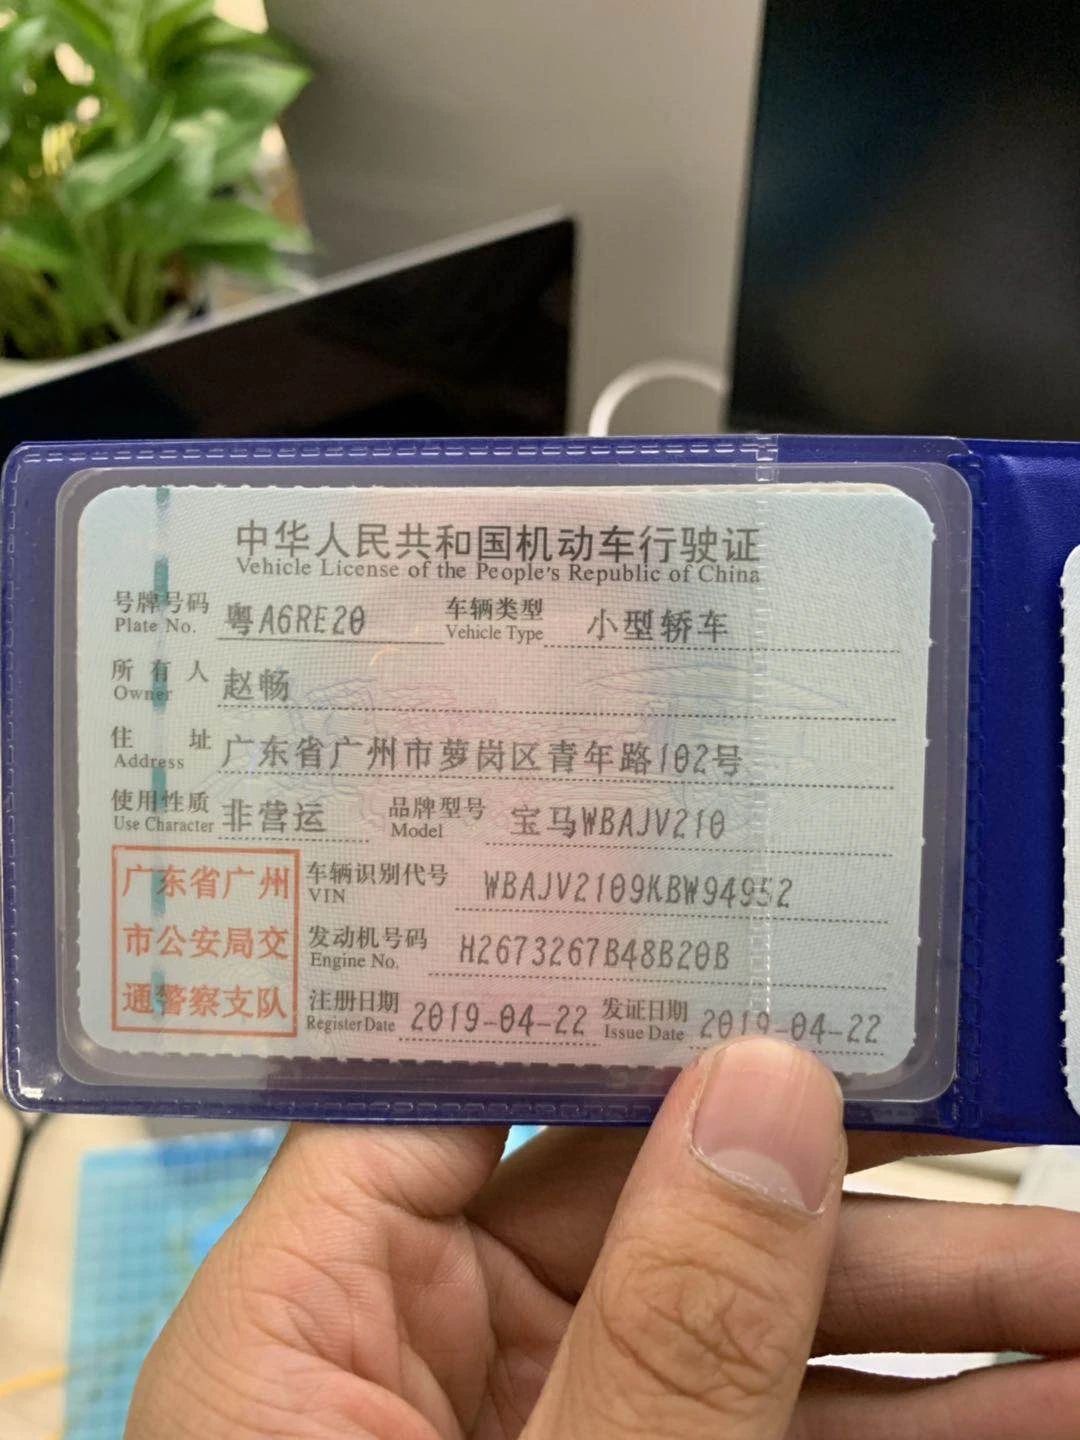 中华人民共和国机动车行驶证
Vehicle License of the People's Republic of China
号牌号码 粤A6RE20 车辆类型 小型轿车
Plate No. Vehicle Type
所有人 赵畅
Owner
住址 广东省广州市萝岗区青年路102号
Address
使用性质 非营运 品牌型号 宝马WBAJV210
Use Character Model
广东省广州
市公安局交
通警察支队
车辆识别代号 WBAJV2109KBW94952
VIN
发动机号码 H2673267B48B20B
Engine No.
注册日期 2019-04-22 发证日期 2019-04-22
Register Date Issue Date